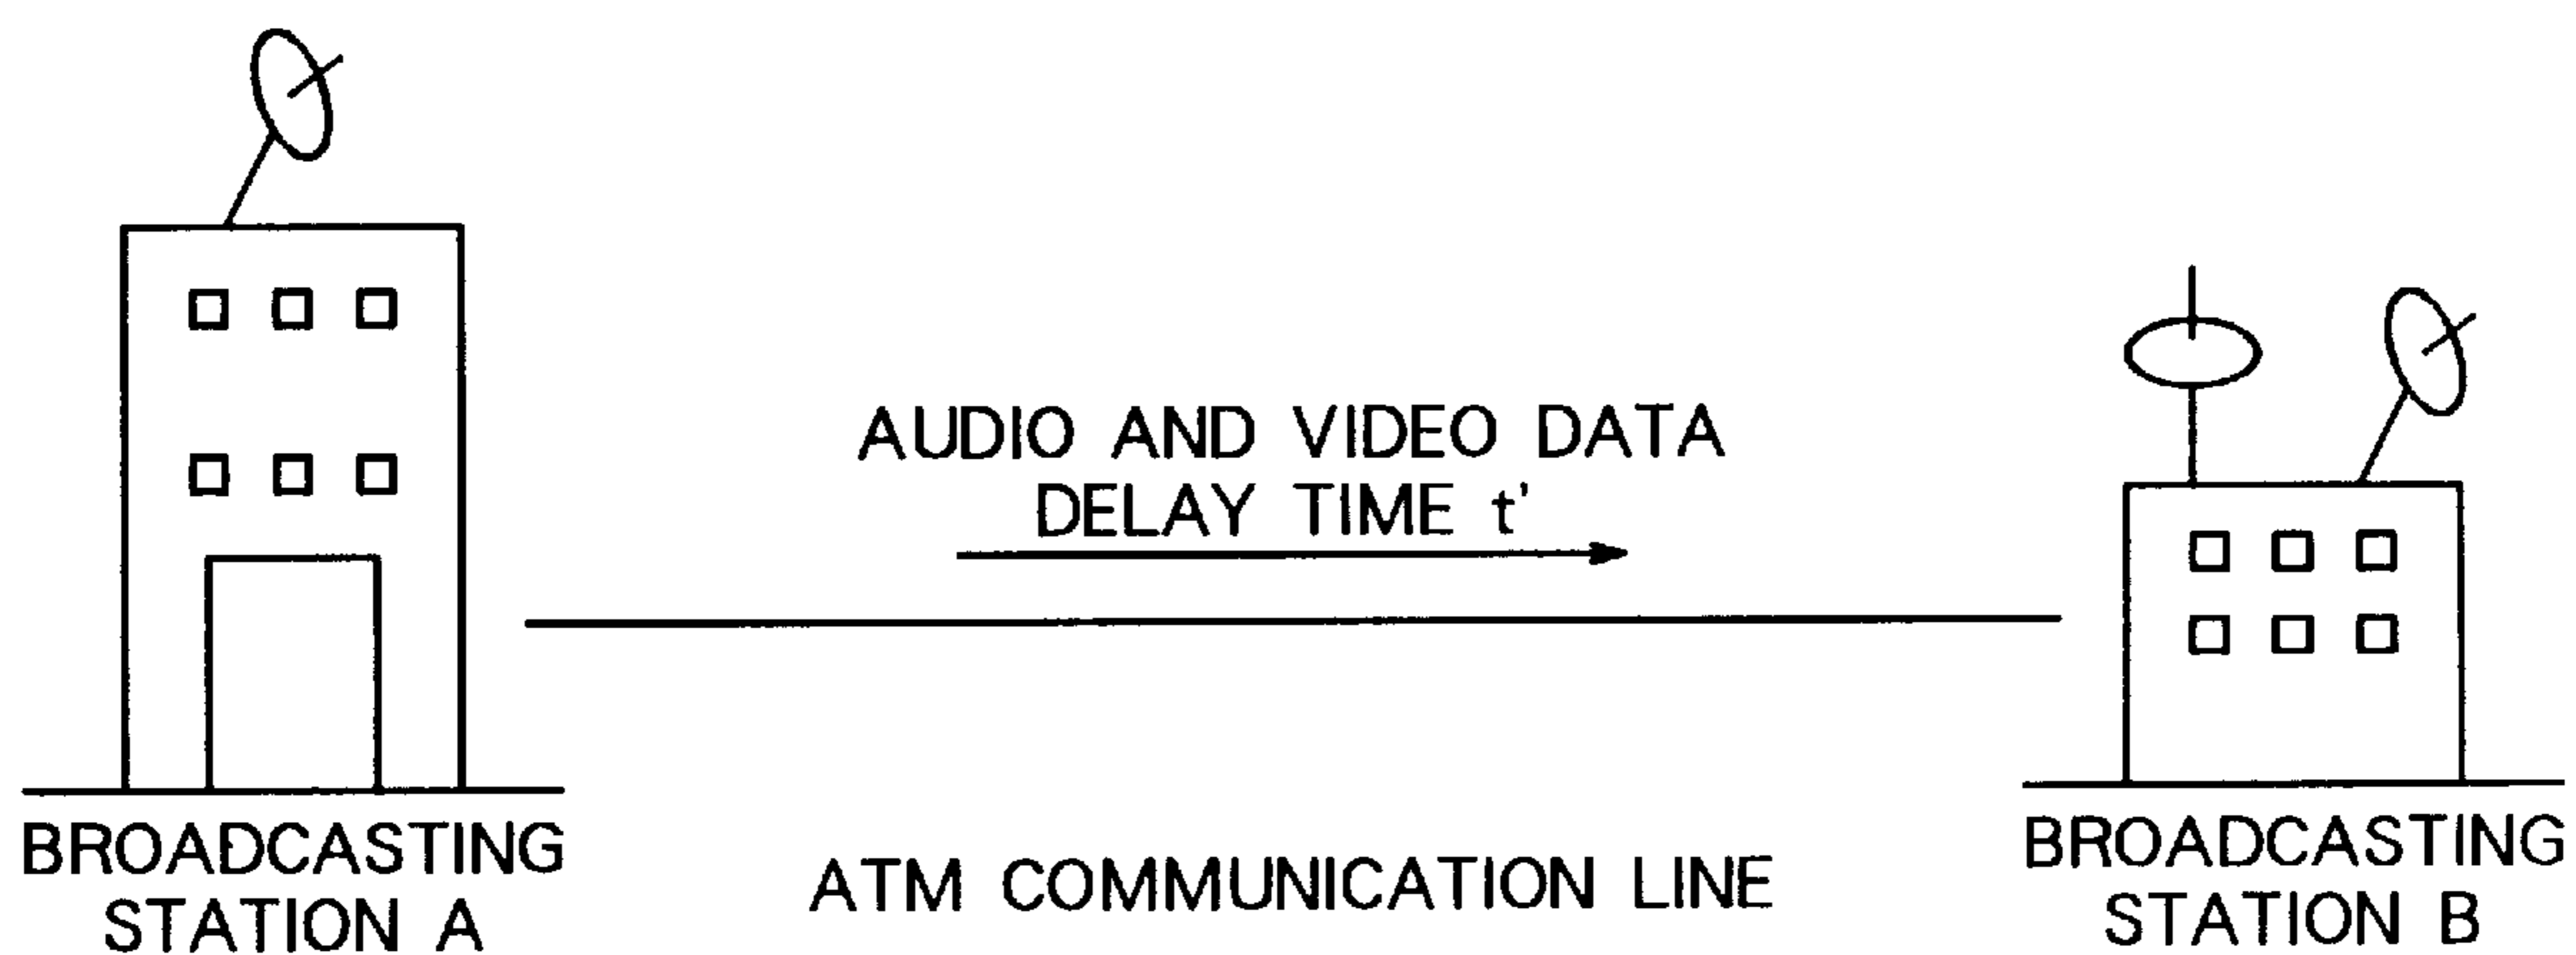 AUDIO AND VIDEO DATA
DELAY TIME t'
BROADCASTING
STATION A
ATM COMMUNICATION LINE
BROADCASTING
STATION B